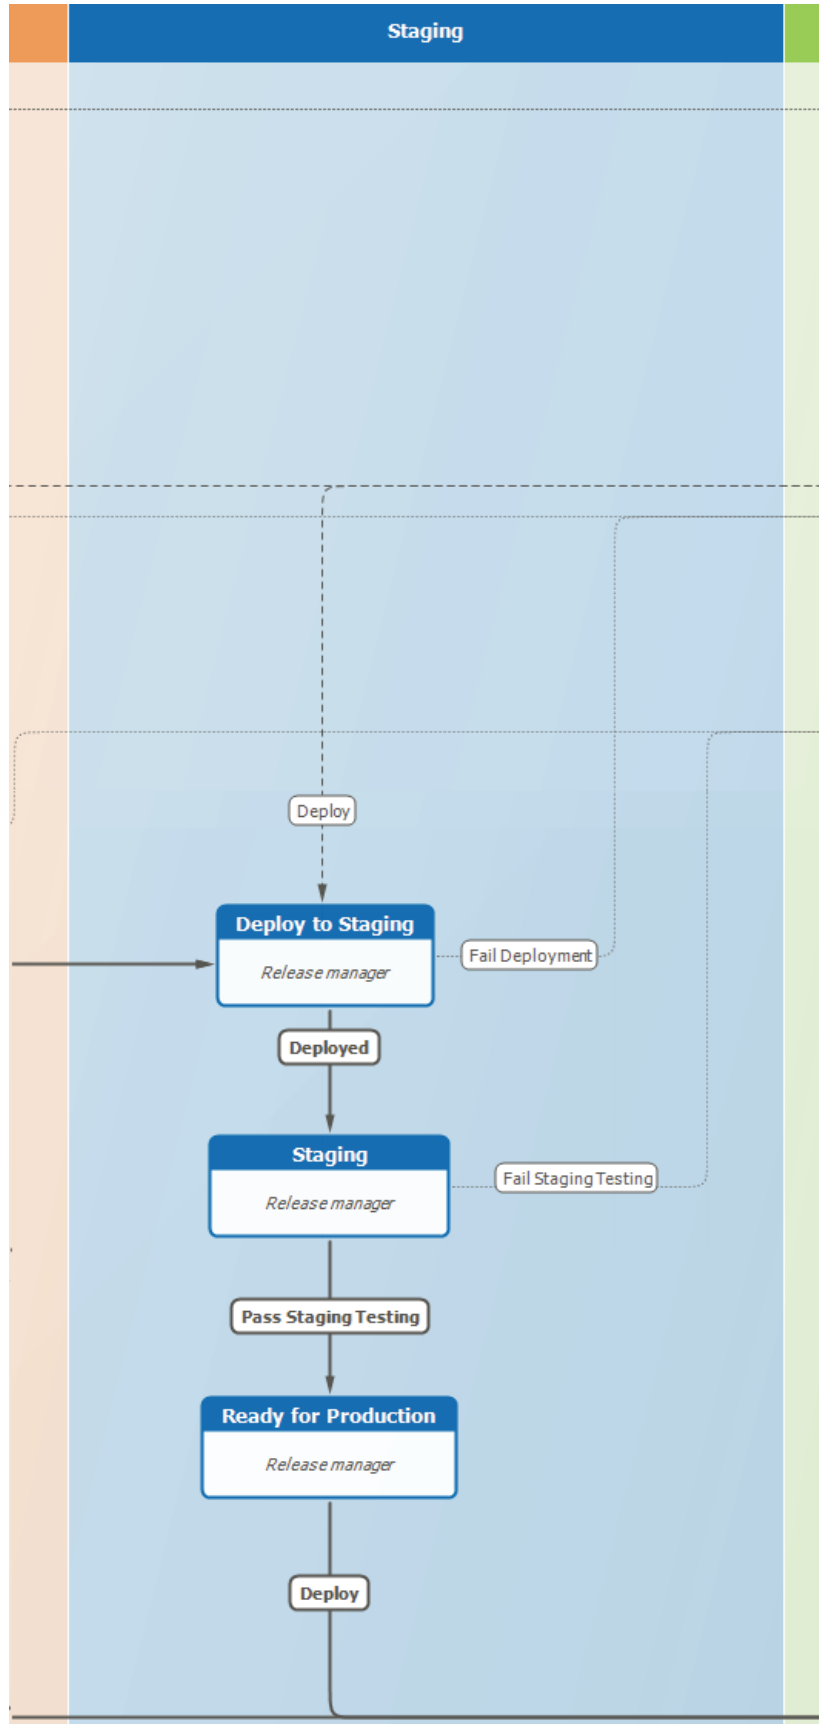 Staging
Deploy
Deploy to Staging
Release manager
Fail Deployment
Deployed
Staging
Release manager
Fail Staging Testing
Pass Staging Testing
Ready for Production
Release manager
Deploy